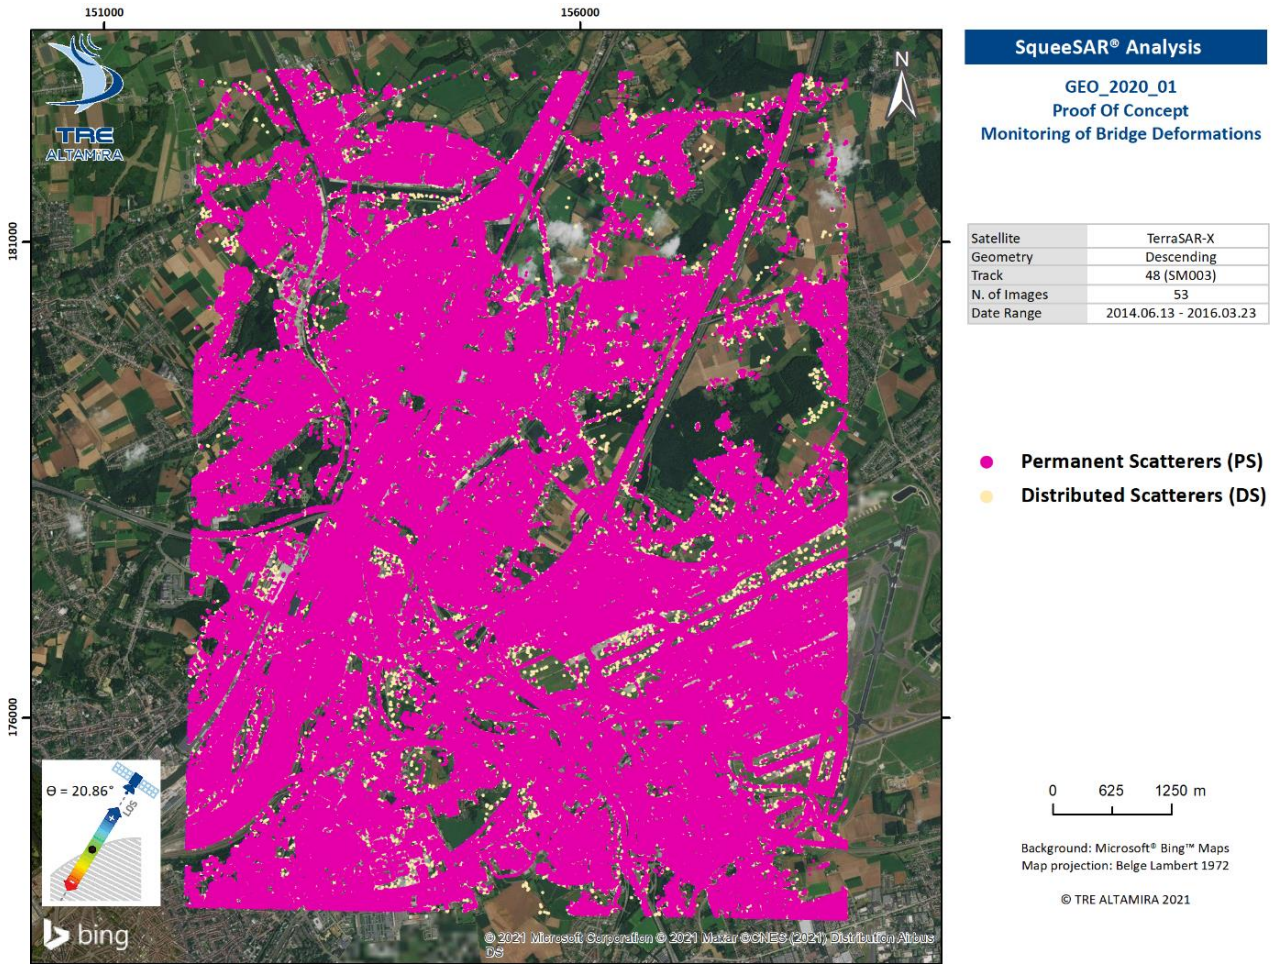 151000
156000
SqueeSAR® Analysis
GEO_2020_01
Proof Of Concept
Monitoring of Bridge Deformations
N
TRE
ALTAMIRA
181000
Satellite TerraSAR-X
Geometry Descending
Track 48 (SM003)
N. of Images 53
Date Range 2014.06.13 - 2016.03.23
Permanent Scatterers (PS)
Distributed Scatterers (DS)
176000
Θ = 20.86°
LOS
+
-
0 625 1250 m
Background: Microsoft® Bing™ Maps
Map projection: Belge Lambert 1972
© TRE ALTAMIRA 2021
bing
© 2021 Microsoft Corporation © 2021 Maxar ©CNES (2021) Distribution Airbus
DS